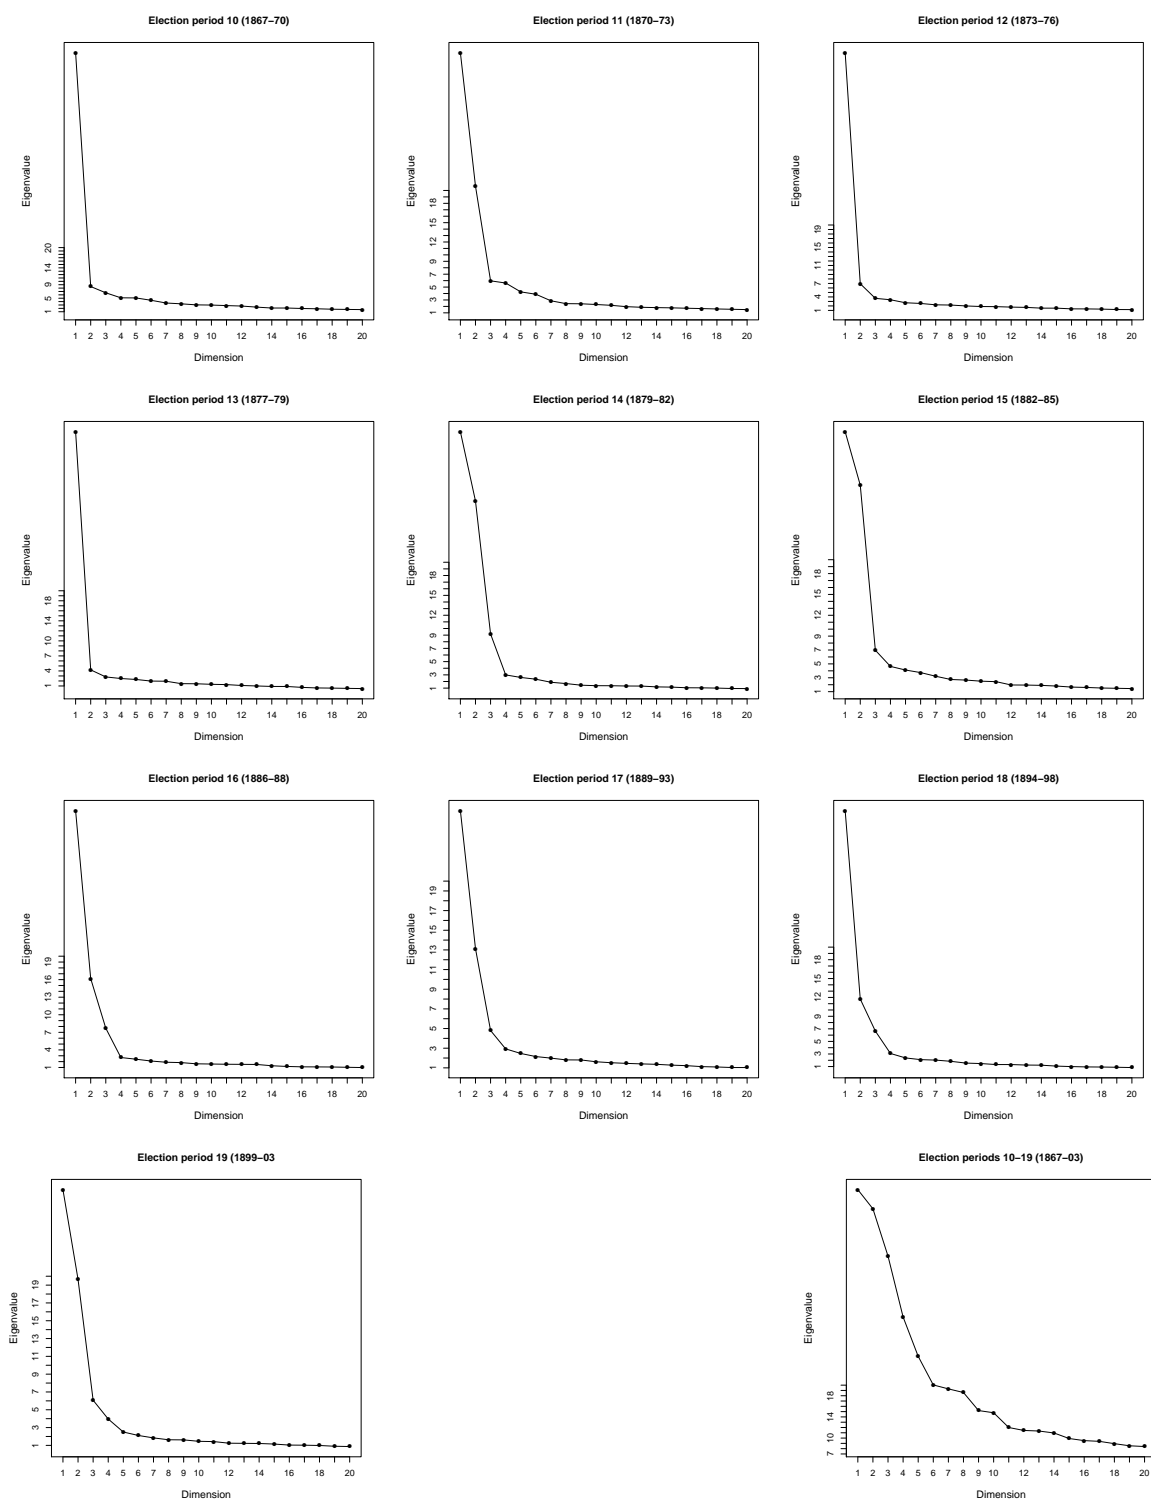 Election period 10 (1867–70)
Eigenvalue
20
14
9
5
1
1 2 3 4 5 6 7 8 9 10 12 14 16 18 20
Dimension
Election period 11 (1870–73)
Eigenvalue
18
15
12
9
7
5
3
1
1 2 3 4 5 6 7 8 9 10 12 14 16 18 20
Dimension
Election period 12 (1873–76)
Eigenvalue
19
15
11
7
4
1
1 2 3 4 5 6 7 8 9 10 12 14 16 18 20
Dimension
Election period 13 (1877–79)
Eigenvalue
18
14
10
7
4
1
1 2 3 4 5 6 7 8 9 10 12 14 16 18 20
Dimension
Election period 14 (1879–82)
Eigenvalue
18
15
12
9
7
5
3
1
1 2 3 4 5 6 7 8 9 10 12 14 16 18 20
Dimension
Election period 15 (1882–85)
Eigenvalue
18
15
12
9
7
5
3
1
1 2 3 4 5 6 7 8 9 10 12 14 16 18 20
Dimension
Election period 16 (1886–88)
Eigenvalue
19
16
13
10
7
4
1
1 2 3 4 5 6 7 8 9 10 12 14 16 18 20
Dimension
Election period 17 (1889–93)
Eigenvalue
19
17
15
13
11
9
7
5
3
1
1 2 3 4 5 6 7 8 9 10 12 14 16 18 20
Dimension
Election period 18 (1894–98)
Eigenvalue
18
15
12
9
7
5
3
1
1 2 3 4 5 6 7 8 9 10 12 14 16 18 20
Dimension
Election period 19 (1899–03
Eigenvalue
19
17
15
13
11
9
7
5
3
1
1 2 3 4 5 6 7 8 9 10 12 14 16 18 20
Dimension
Election periods 10–19 (1867–03)
Eigenvalue
18
14
10
7
1 2 3 4 5 6 7 8 9 10 12 14 16 18 20
Dimension